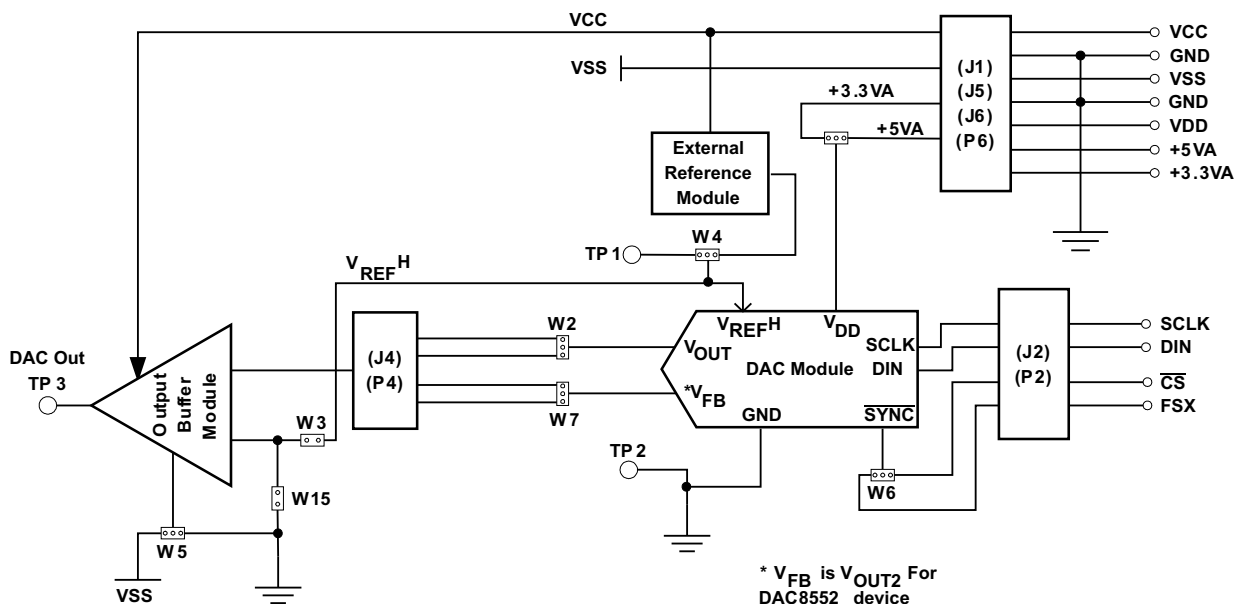 VCC
VSS
+3.3VA
+5VA
(J1)
(J5)
(J6)
(P6)
VCC
GND
VSS
GND
VDD
+5VA
+3.3VA
External
Reference
Module
TP1
W4
VREFH
DAC Out
TP 3
Output
Buffer
Module
(J4)
(P4)
W2
W7
W3
W15
W5
VSS
VREFH
VDD
VOUT
SCLK
DAC Module
DIN
*VFB
GND
SYNC
TP2
W6
(J2)
(P2)
SCLK
DIN
CS
FSX
* VFB is VOUT2 For
DAC8552 device